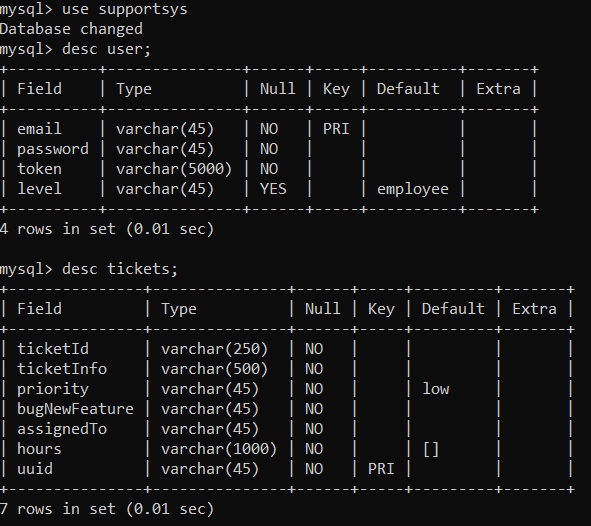 mysql> use supportsys
Database changed
mysql> desc user;
+----------+---------------+------+-----+----------+-------+
| Field    | Type          | Null | Key | Default  | Extra |
+----------+---------------+------+-----+----------+-------+
| email    | varchar(45)   | NO   | PRI |          |       |
| password | varchar(45)   | NO   |     |          |       |
| token    | varchar(5000) | NO   |     |          |       |
| level    | varchar(45)   | YES  |     | employee |       |
+----------+---------------+------+-----+----------+-------+
4 rows in set (0.01 sec)
mysql> desc tickets;
+---------------+---------------+------+-----+---------+-------+
| Field         | Type          | Null | Key | Default | Extra |
+---------------+---------------+------+-----+---------+-------+
| ticketId      | varchar(250)  | NO   |     |         |       |
| ticketInfo    | varchar(500)  | NO   |     |         |       |
| priority      | varchar(45)   | NO   |     | low     |       |
| bugNewFeature | varchar(45)   | NO   |     |         |       |
| assignedTo    | varchar(45)   | NO   |     |         |       |
| hours         | varchar(1000) | NO   |     | []      |       |
| uuid          | varchar(45)   | NO   | PRI |         |       |
+---------------+---------------+------+-----+---------+-------+
7 rows in set (0.01 sec)